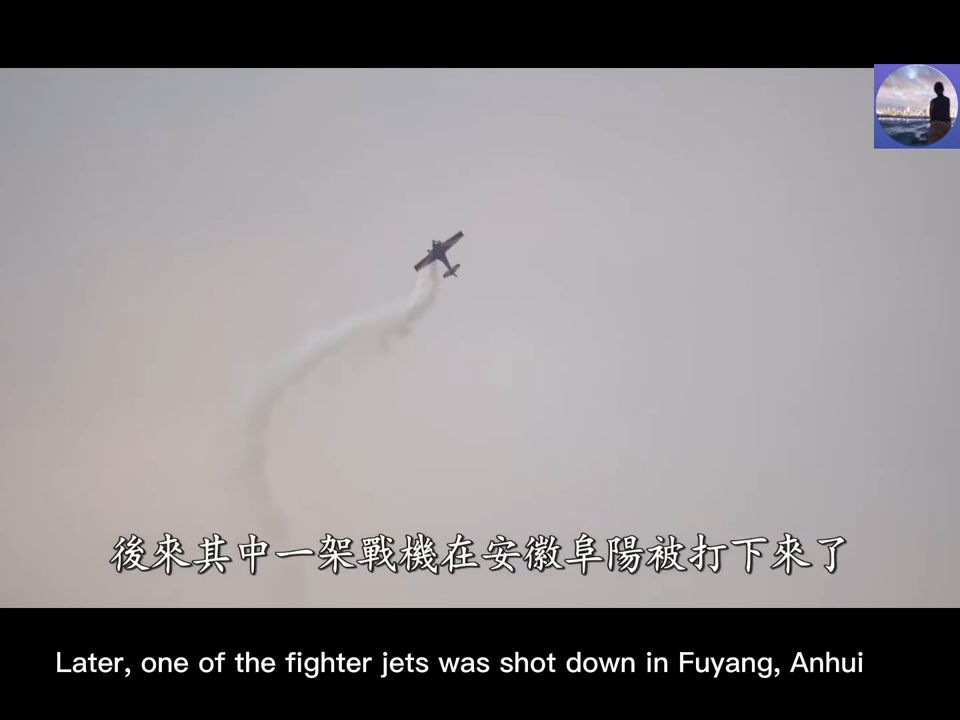 後來其中一架戰機在安徽阜陽被打下來了
Later, one of the fighter jets was shot down in Fuyang, Anhui